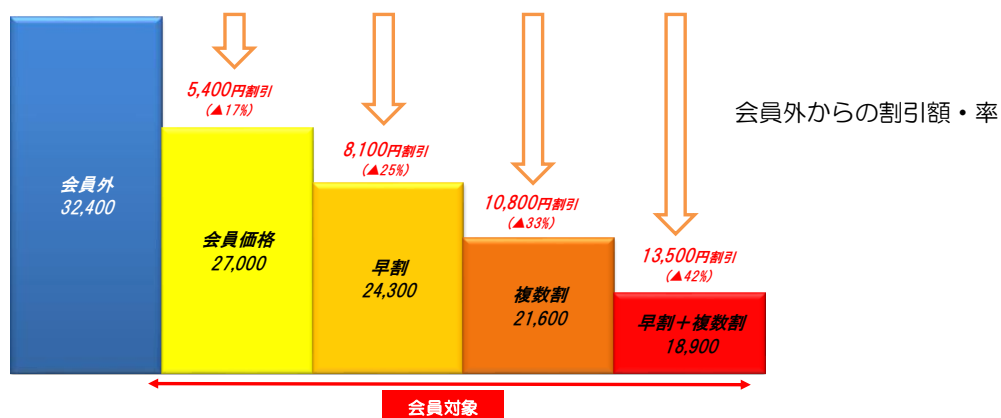 会員外からの割引額・率
会員外
32,400
5,400円割引
(▲17%)
会員価格
27,000
8,100円割引
(▲25%)
早割
24,300
10,800円割引
(▲33%)
複数割
21,600
13,500円割引
(▲42%)
早割＋複数割
18,900
会員対象